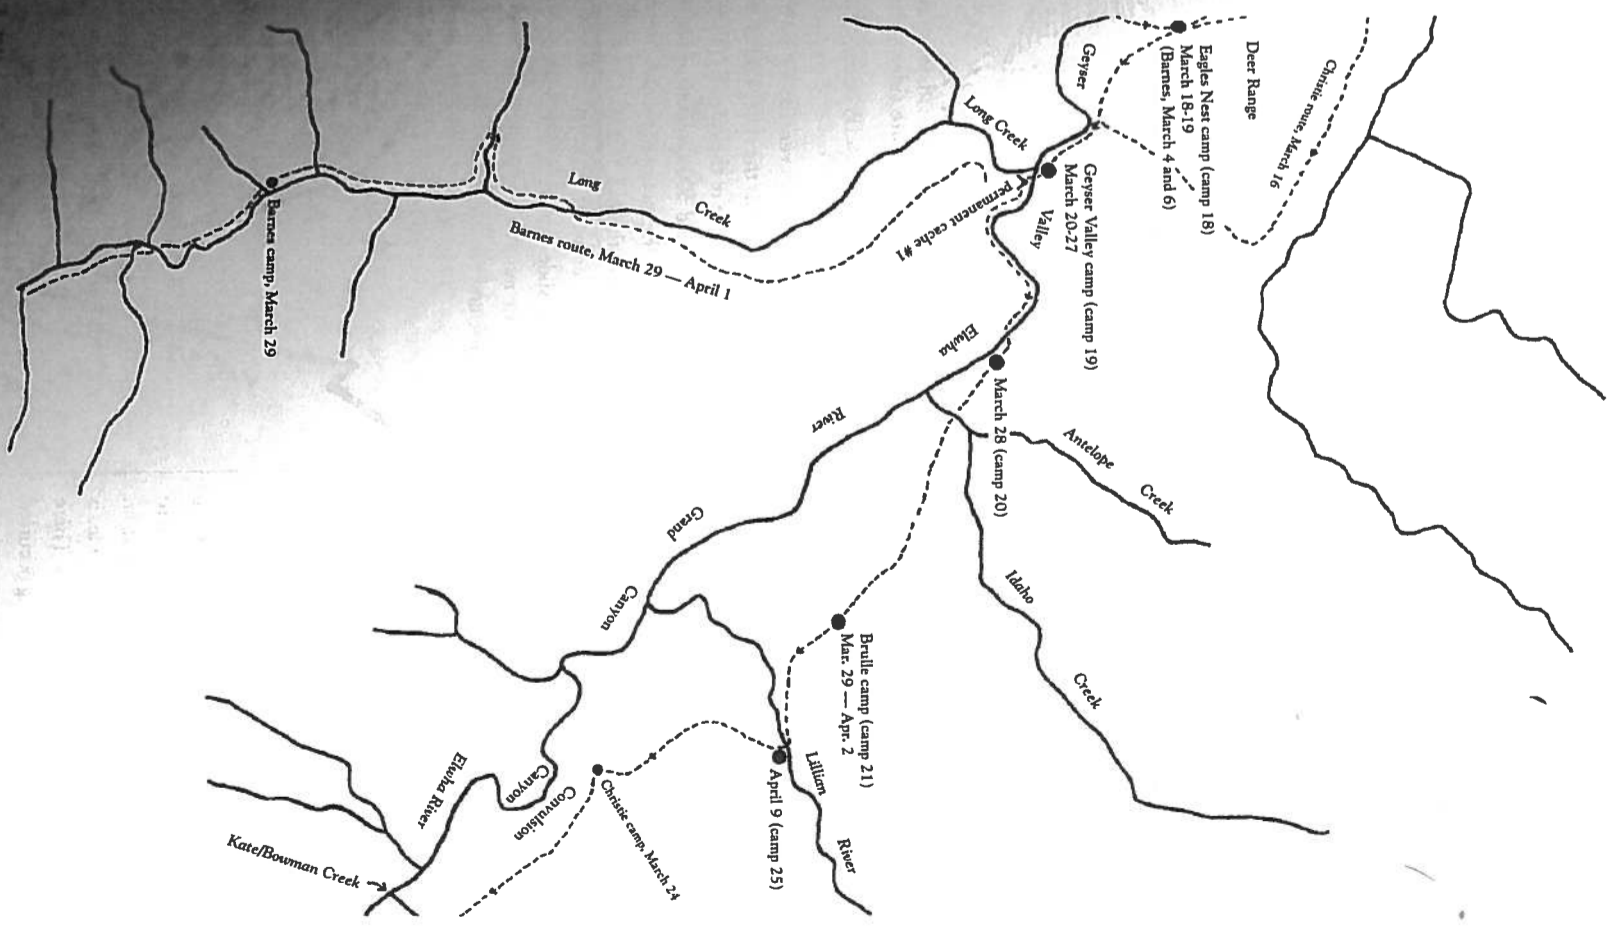 Christie route, March 16
Deer Range
Eagles Nest camp (camp 18)
March 18-19
(Barnes, March 4 and 6)
Geyser
Valley
Geyser Valley camp (camp 19)
March 20-27
Long Creek
permanent cache #1
Long
Creek
Barnes route, March 29 — April 1
Barnes camp, March 29
Elwha
River
March 28 (camp 20)
Antelope
Creek
Idaho
Creek
Grand
Canyon
Bruille camp (camp 21)
Mar. 29 — Apr. 2
Lillian
River
April 9 (camp 25)
Christie camp, March 24
Convulsion
Canyon
Elwha River
Kate/Bowman Creek